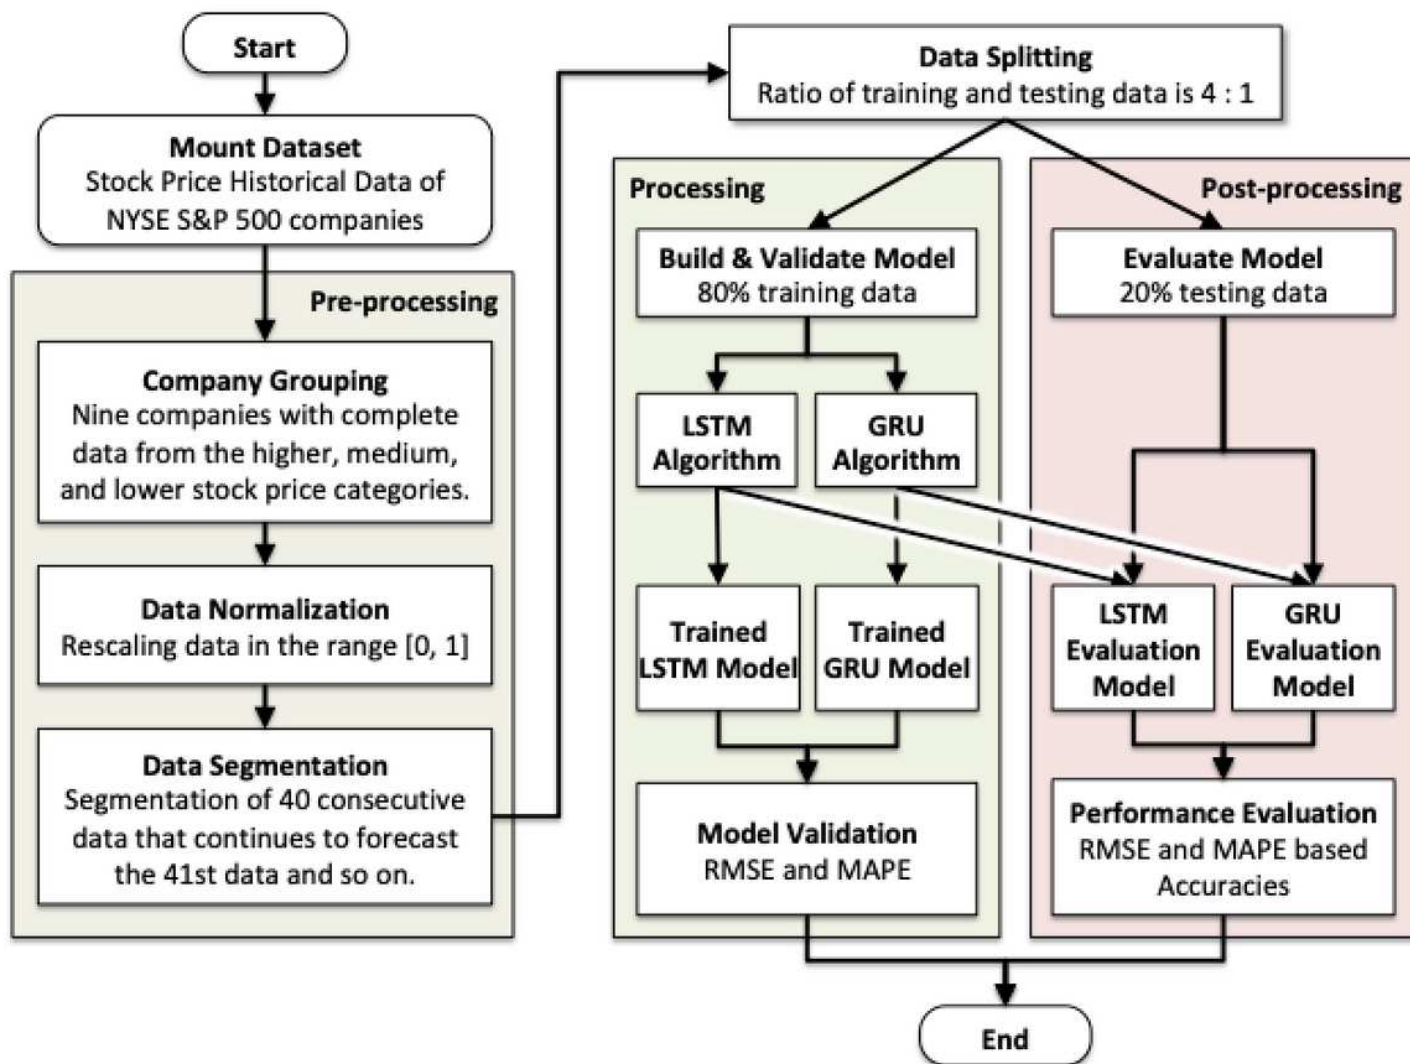 Start
Mount Dataset
Stock Price Historical Data of
NYSE S&P 500 companies
Pre-processing
Company Grouping
Nine companies with complete
data from the higher, medium,
and lower stock price categories.
Data Normalization
Rescaling data in the range [0, 1]
Data Segmentation
Segmentation of 40 consecutive
data that continues to forecast
the 41st data and so on.
Data Splitting
Ratio of training and testing data is 4 : 1
Processing
Build & Validate Model
80% training data
LSTM
Algorithm
GRU
Algorithm
Trained
LSTM Model
Trained
GRU Model
Model Validation
RMSE and MAPE
Post-processing
Evaluate Model
20% testing data
LSTM
Evaluation
Model
GRU
Evaluation
Model
Performance Evaluation
RMSE and MAPE based
Accuracies
End